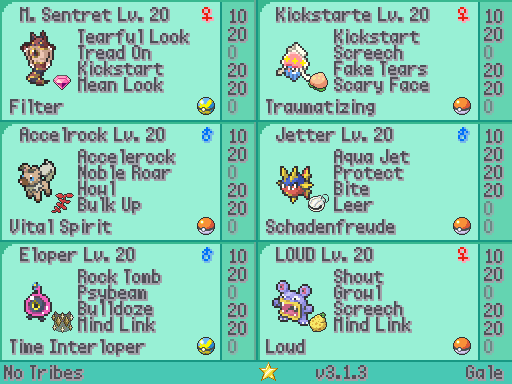 M. Sentret Lv. 20 ♀
Tearful Look
Tread On
Kickstart
Mean Look
Filter
10
20
0
20
20
0
Kickstarte Lv. 20 ♀
Kickstart
Screech
Fake Tears
Scary Face
Traumatizing
10
20
0
20
20
0
Accelrock Lv. 20 ♂
Accelerock
Noble Roar
Howl
Bulk Up
Vital Spirit
10
20
0
20
20
0
Jetter Lv. 20 ♂
Aqua Jet
Protect
Bite
Leer
Schadenfreude
10
20
0
20
20
0
Eloper Lv. 20 ♂
Rock Tomb
Psybeam
Bulldoze
Mind Link
Time Interloper
10
20
0
20
20
0
LOUD Lv. 20 ♀
Shout
Growl
Screech
Mind Link
Loud
10
20
0
20
20
0
No Tribes
v3.1.3
Gale